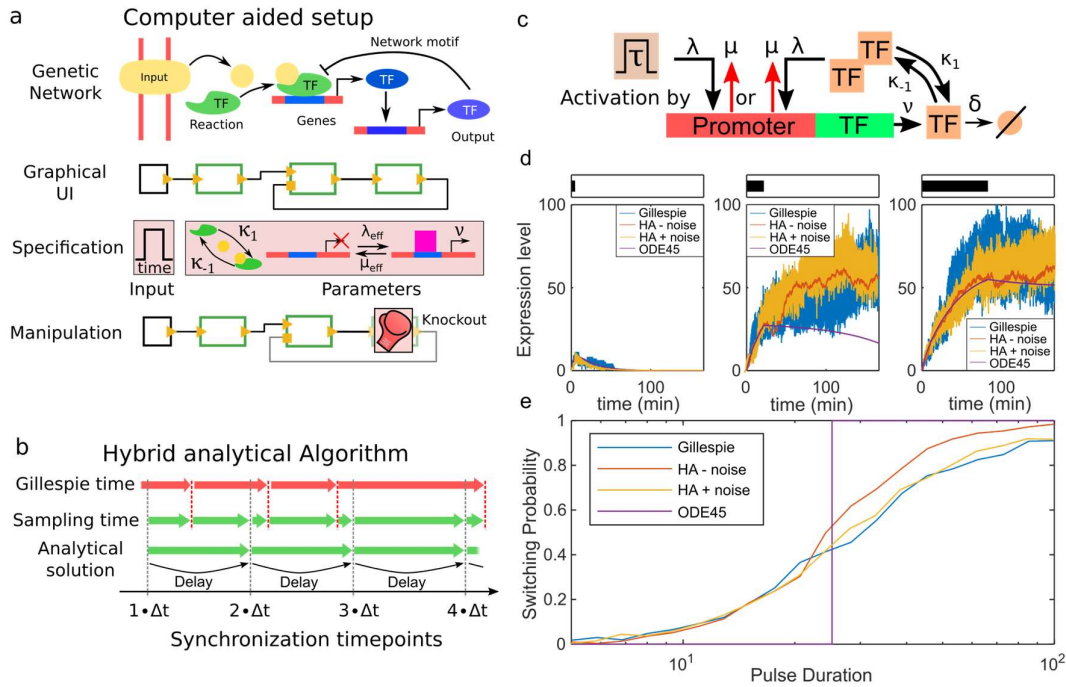 a
Computer aided setup
Genetic
Network
Input
Reaction
TF
TF
Genes
Network motif
TF
TF
Output
Graphical
UI
Specification
time
Input
κ1
κ-1
λeff
μeff
ν
Parameters
Manipulation
Knockout
b
Hybrid analytical Algorithm
Gillespie time
Sampling time
Analytical
solution
Delay
Delay
Delay
1•Δt
2•Δt
3•Δt
4•Δt
Synchronization timepoints
c
τ
λ
μ
μ
λ
TF
TF
κ1
κ-1
Activation by
or
Promoter
TF
ν
TF
δ
d
Expression level
100
50
0
Gillespie
HA - noise
HA + noise
ODE45
0
100
time (min)
100
50
0
Gillespie
HA - noise
HA + noise
ODE45
0
100
time (min)
100
50
0
Gillespie
HA - noise
HA + noise
ODE45
0
100
time (min)
e
Switching Probability
1
0.8
0.6
0.4
0.2
0
Gillespie
HA - noise
HA + noise
ODE45
10^1
10^2
Pulse Duration